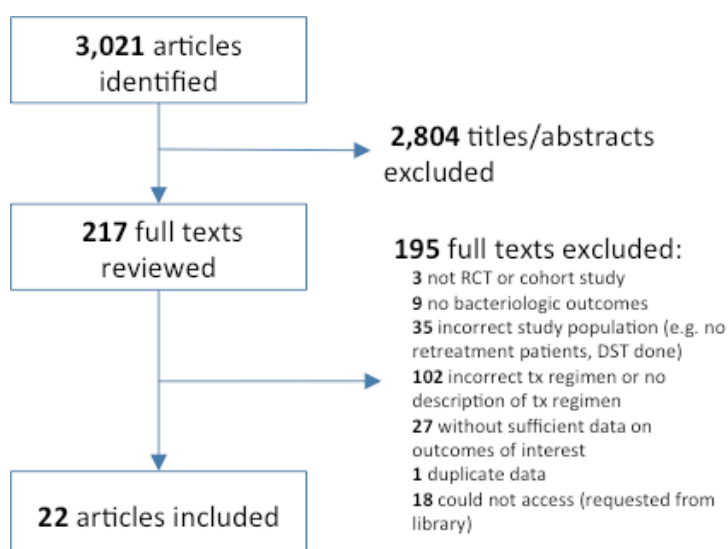 3,021 articles
identified
2,804 titles/abstracts
excluded
217 full texts
reviewed
195 full texts excluded:
3 not RCT or cohort study
9 no bacteriologic outcomes
35 incorrect study population (e.g. no
retreatment patients, DST done)
102 incorrect tx regimen or no
description of tx regimen
27 without sufficient data on
outcomes of interest
1 duplicate data
18 could not access (requested from
library)
22 articles included